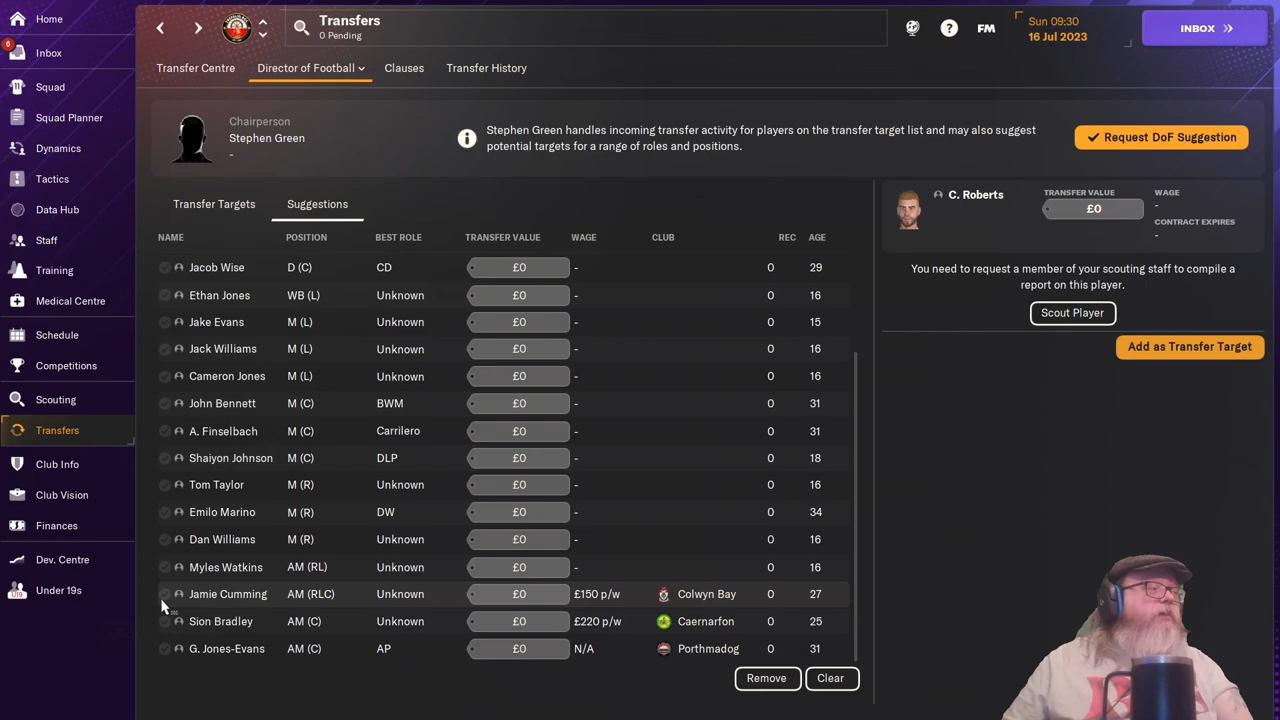 Home
6
Inbox
11
Squad
Squad Planner
Dynamics
Tactics
Data Hub
Staff
Training
Medical Centre
Schedule
Competitions
Scouting
Transfers
Club Info
Club Vision
Finances
Dev. Centre
U19
Under 19s
Transfers
0 Pending
?
FM
Sun 09:30
16 Jul 2023
INBOX
Transfer Centre
Director of Football
Clauses
Transfer History
Chairperson
Stephen Green
-
i
Stephen Green handles incoming transfer activity for players on the transfer target list and may also suggest
potential targets for a range of roles and positions.
Request DoF Suggestion
Transfer Targets
Suggestions
NAME POSITION BEST ROLE TRANSFER VALUE WAGE CLUB REC AGE
Jacob Wise D (C) CD £0 - 0 29
Ethan Jones WB (L) Unknown £0 - 0 16
Jake Evans M (L) Unknown £0 - 0 15
Jack Williams M (L) Unknown £0 - 0 16
Cameron Jones M (L) Unknown £0 - 0 16
John Bennett M (C) BWM £0 - 0 31
A. Finselbach M (C) Carrilero £0 - 0 31
Shaiyon Johnson M (C) DLP £0 - 0 18
Tom Taylor M (R) Unknown £0 - 0 16
Emilo Marino M (R) DW £0 - 0 34
Dan Williams M (R) Unknown £0 - 0 16
Myles Watkins AM (RL) Unknown £0 - 0 16
Jamie Cumming AM (RLC) Unknown £0 £150 p/w Colwyn Bay 0 27
Sion Bradley AM (C) Unknown £0 £220 p/w Caernarfon 0 25
G. Jones-Evans AM (C) AP £0 N/A Porthmadog 0 31
Remove
Clear
C. Roberts
TRANSFER VALUE
£0
WAGE
-
CONTRACT EXPIRES
-
You need to request a member of your scouting staff to compile a
report on this player.
Scout Player
Add as Transfer Target